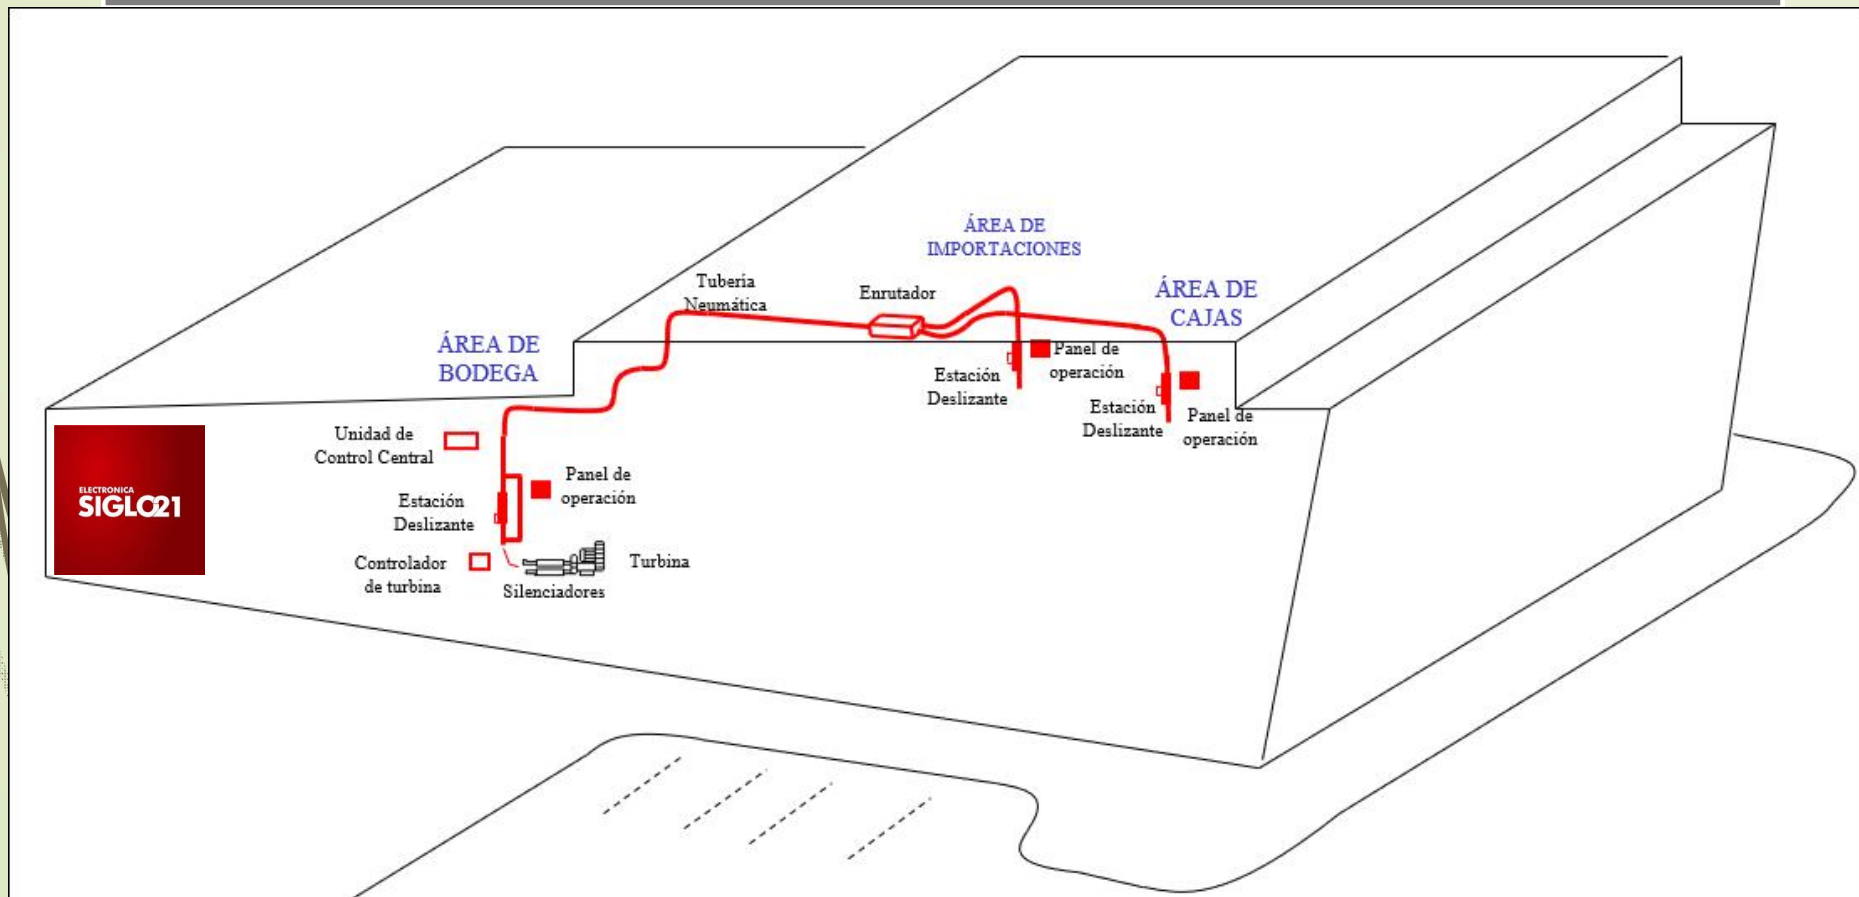 ÁREA DE
IMPORTACIONES
Tubería
Neumática
Enrutador
ÁREA DE
CAJAS
ÁREA DE
BODEGA
Panel de
operación
Estación
Deslizante
Estación
Deslizante
Panel de
operación
Unidad de
Control Central
Panel de
operación
Estación
Deslizante
ELECTRONICA
SIGLO21
Controlador
de turbina
Turbina
Silenciadores